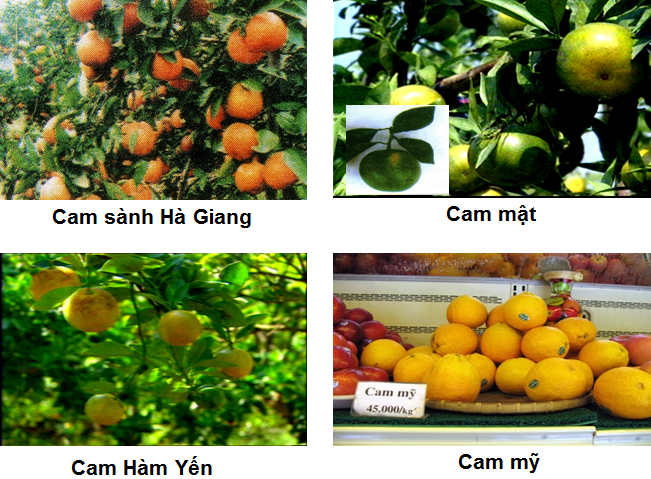 Cam sành Hà Giang
Cam mật
Cam mỹ
45.000/kg
Cam Hàm Yến
Cam mỹ